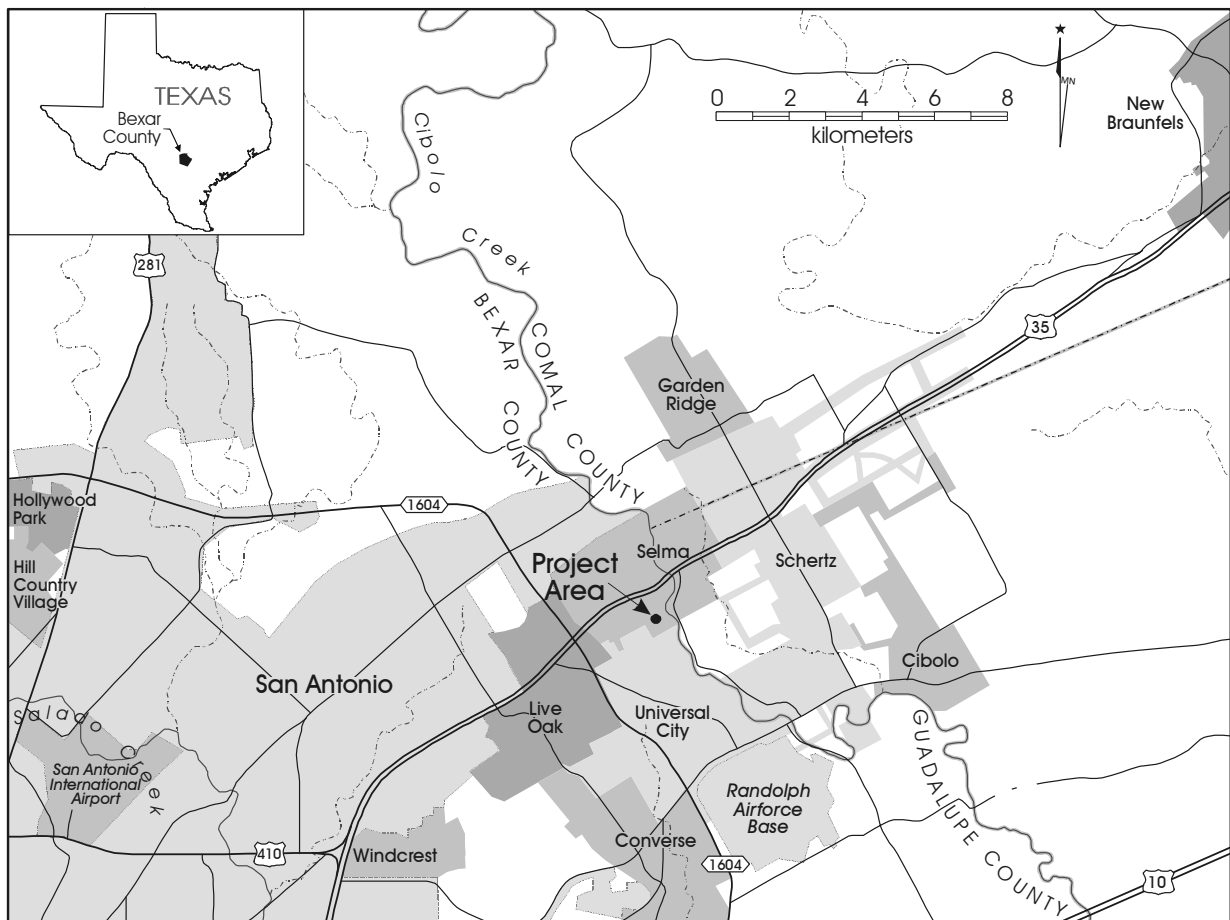 TEXAS
Bexar
County
0 2 4 6 8
kilometers
MN
New
Braunfels
Cibolo
Creek
281
BEXAR COUNTY
COMAL COUNTY
35
Garden
Ridge
Hollywood
Park
1604
Hill
Country
Village
Project
Area
Selma
Schertz
San Antonio
Cibolo
Live
Oak
Universal
City
Salado Creek
San Antonio
International
Airport
GUADALUPE COUNTY
Randolph
Airforce
Base
Windcrest
Converse
410
1604
10